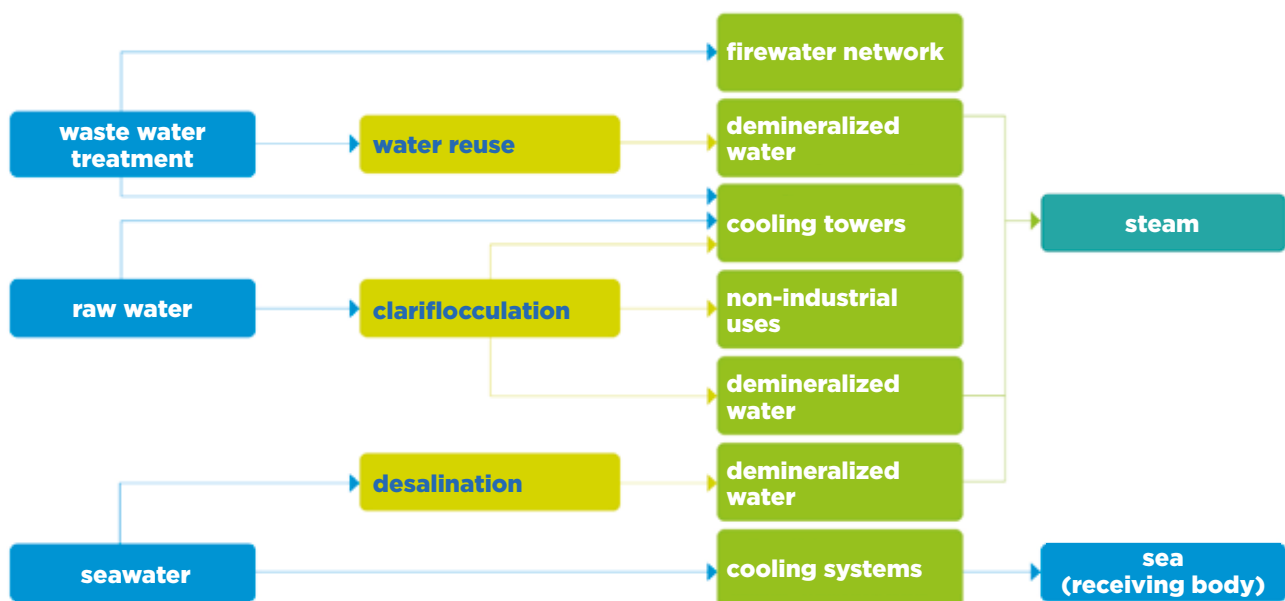 firewater network
waste water
treatment
water reuse
demineralized
water
cooling towers
steam
raw water
clariflocculation
non-industrial
uses
demineralized
water
desalination
demineralized
water
seawater
cooling systems
sea
(receiving body)